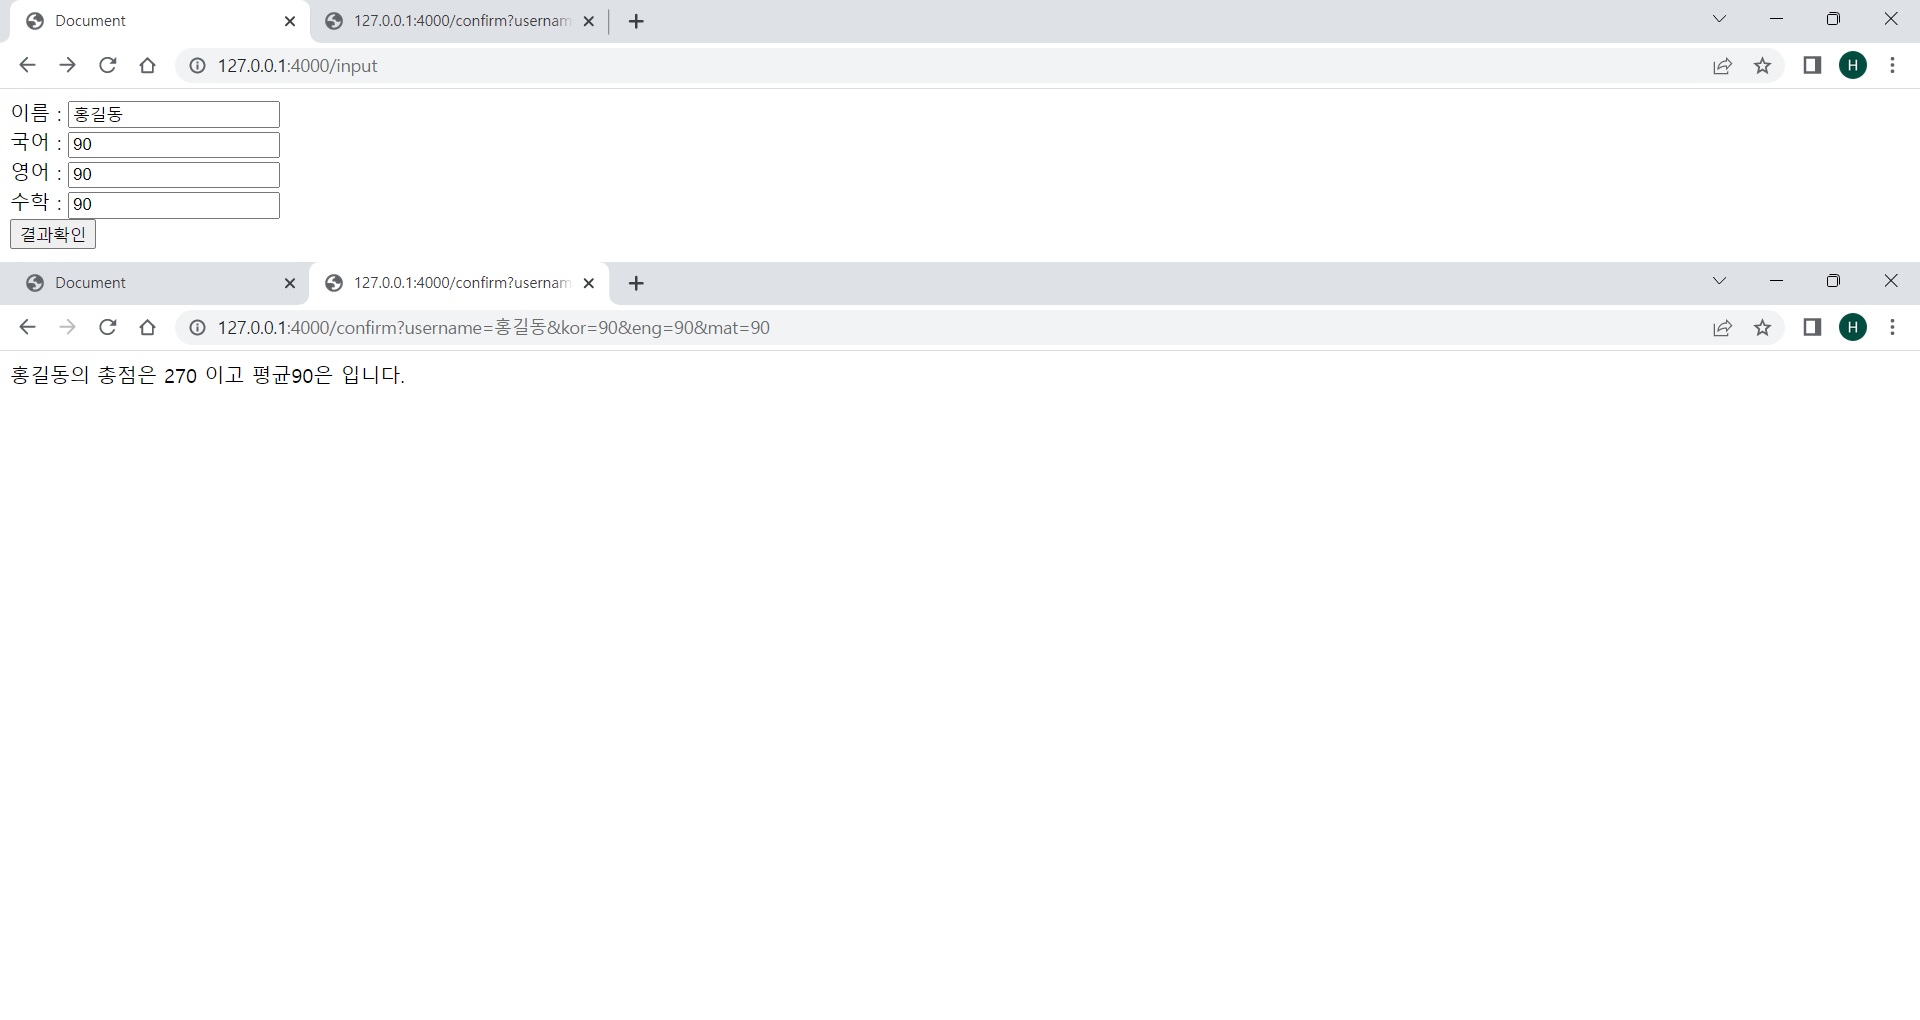 Document
127.0.0.1:4000/confirm?usernam
127.0.0.1:4000/input
H
이름 : 홍길동
국어 : 90
영어 : 90
수학 : 90
결과확인
Document
127.0.0.1:4000/confirm?usernam
127.0.0.1:4000/confirm?username=홍길동&kor=90&eng=90&mat=90
H
홍길동의 총점은 270 이고 평균90은 입니다.